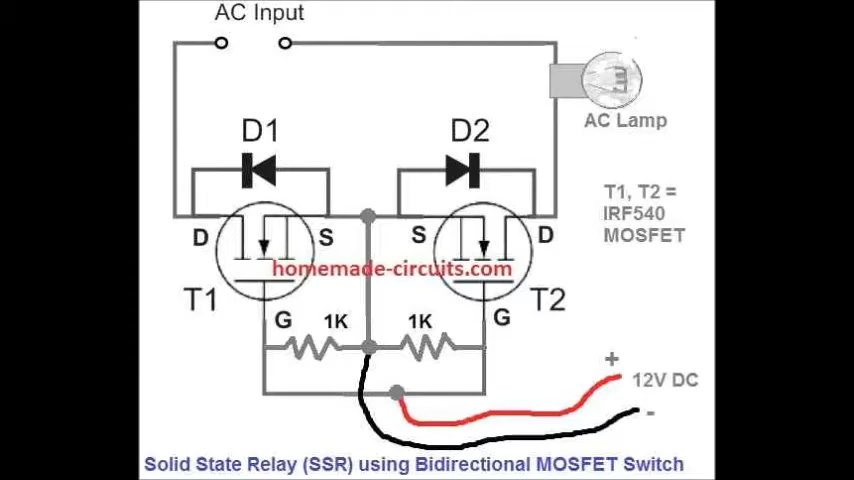 AC Input
D1
D2
AC Lamp
T1, T2 =
IRF540
MOSFET
D
S
S
D
homemade-circuits.com
T1
T2
G
1K
1K
G
+
12V DC
-
Solid State Relay (SSR) using Bidirectional MOSFET Switch